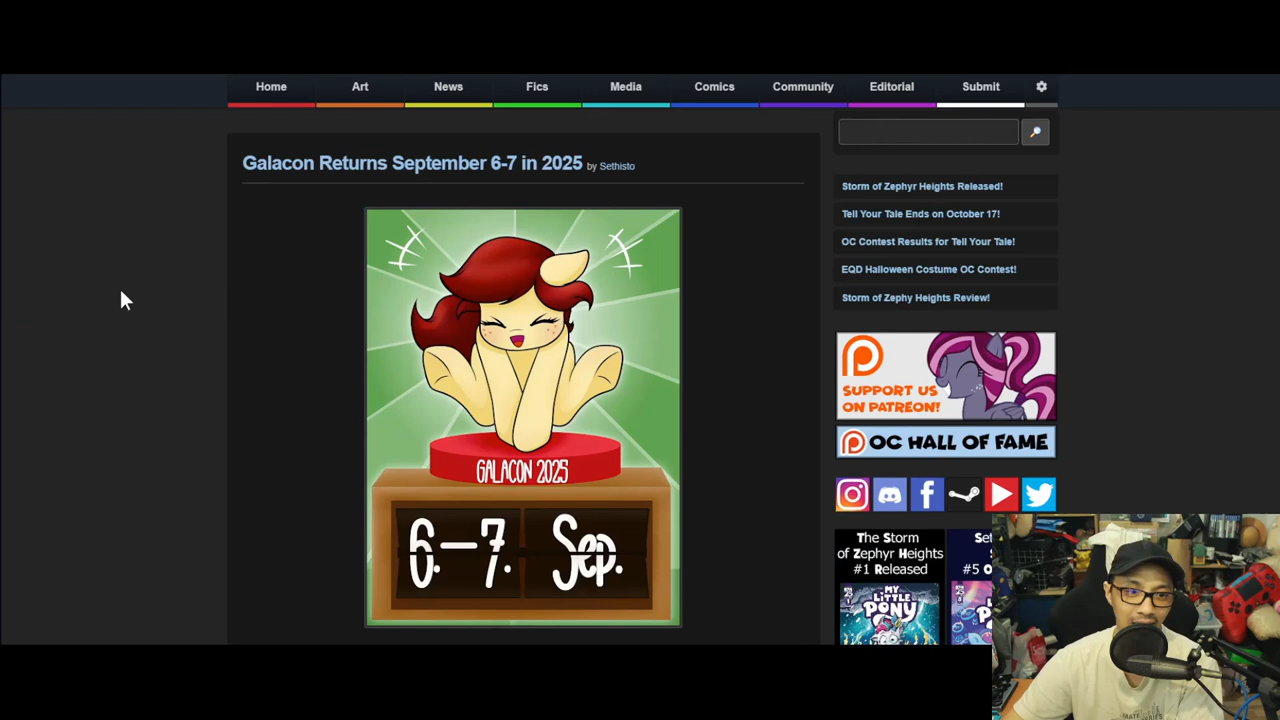 Home
Art
News
Fics
Media
Comics
Community
Editorial
Submit
Galacon Returns September 6-7 in 2025 by Sethisto
GALACON 2025
6.-7. Sep.
Storm of Zephyr Heights Released!
Tell Your Tale Ends on October 17!
OC Contest Results for Tell Your Tale!
EQD Halloween Costume OC Contest!
Storm of Zephy Heights Review!
SUPPORT US
ON PATREON!
OC HALL OF FAME
The Storm
of Zephyr Heights
#1 Released
MY
LITTLE
PONY
Set
#5 O